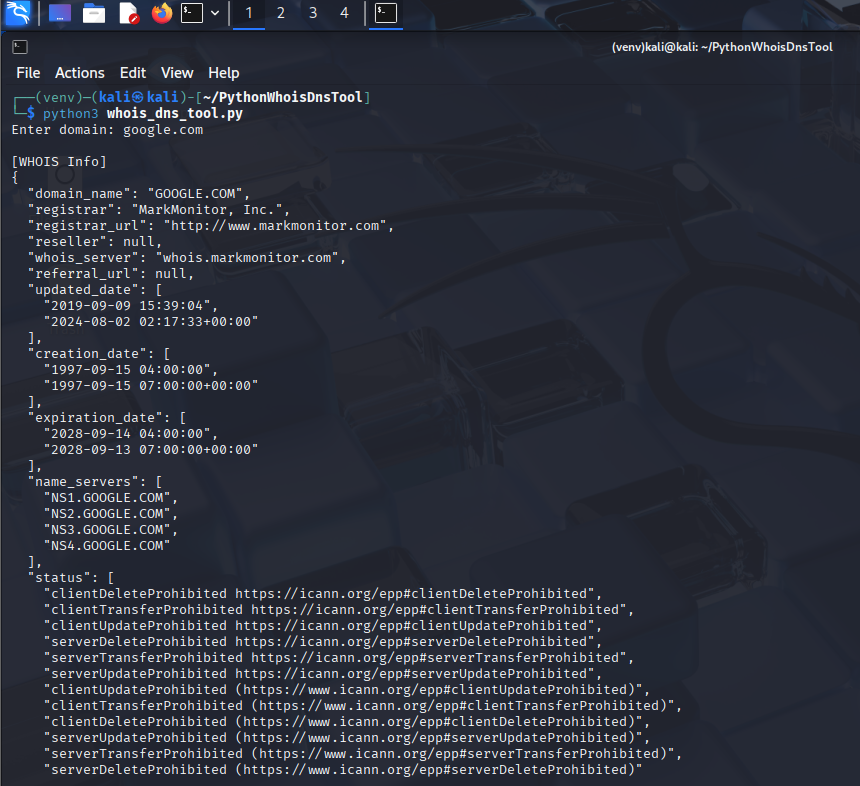 1 2 3 4
(venv)kali@kali: ~/PythonWhoisDnsTool
File Actions Edit View Help
┌──(venv)─(kali㉿kali)-[~/PythonWhoisDnsTool]
└─$ python3 whois_dns_tool.py
Enter domain: google.com
[WHOIS Info]
{
  "domain_name": "GOOGLE.COM",
  "registrar": "MarkMonitor, Inc.",
  "registrar_url": "http://www.markmonitor.com",
  "reseller": null,
  "whois_server": "whois.markmonitor.com",
  "referral_url": null,
  "updated_date": [
    "2019-09-09 15:39:04",
    "2024-08-02 02:17:33+00:00"
  ],
  "creation_date": [
    "1997-09-15 04:00:00",
    "1997-09-15 07:00:00+00:00"
  ],
  "expiration_date": [
    "2028-09-14 04:00:00",
    "2028-09-13 07:00:00+00:00"
  ],
  "name_servers": [
    "NS1.GOOGLE.COM",
    "NS2.GOOGLE.COM",
    "NS3.GOOGLE.COM",
    "NS4.GOOGLE.COM"
  ],
  "status": [
    "clientDeleteProhibited https://icann.org/epp#clientDeleteProhibited",
    "clientTransferProhibited https://icann.org/epp#clientTransferProhibited",
    "clientUpdateProhibited https://icann.org/epp#clientUpdateProhibited",
    "serverDeleteProhibited https://icann.org/epp#serverDeleteProhibited",
    "serverTransferProhibited https://icann.org/epp#serverTransferProhibited",
    "serverUpdateProhibited https://icann.org/epp#serverUpdateProhibited",
    "clientUpdateProhibited (https://www.icann.org/epp#clientUpdateProhibited)",
    "clientTransferProhibited (https://www.icann.org/epp#clientTransferProhibited)",
    "clientDeleteProhibited (https://www.icann.org/epp#clientDeleteProhibited)",
    "serverUpdateProhibited (https://www.icann.org/epp#serverUpdateProhibited)",
    "serverTransferProhibited (https://www.icann.org/epp#serverTransferProhibited)",
    "serverDeleteProhibited (https://www.icann.org/epp#serverDeleteProhibited)"